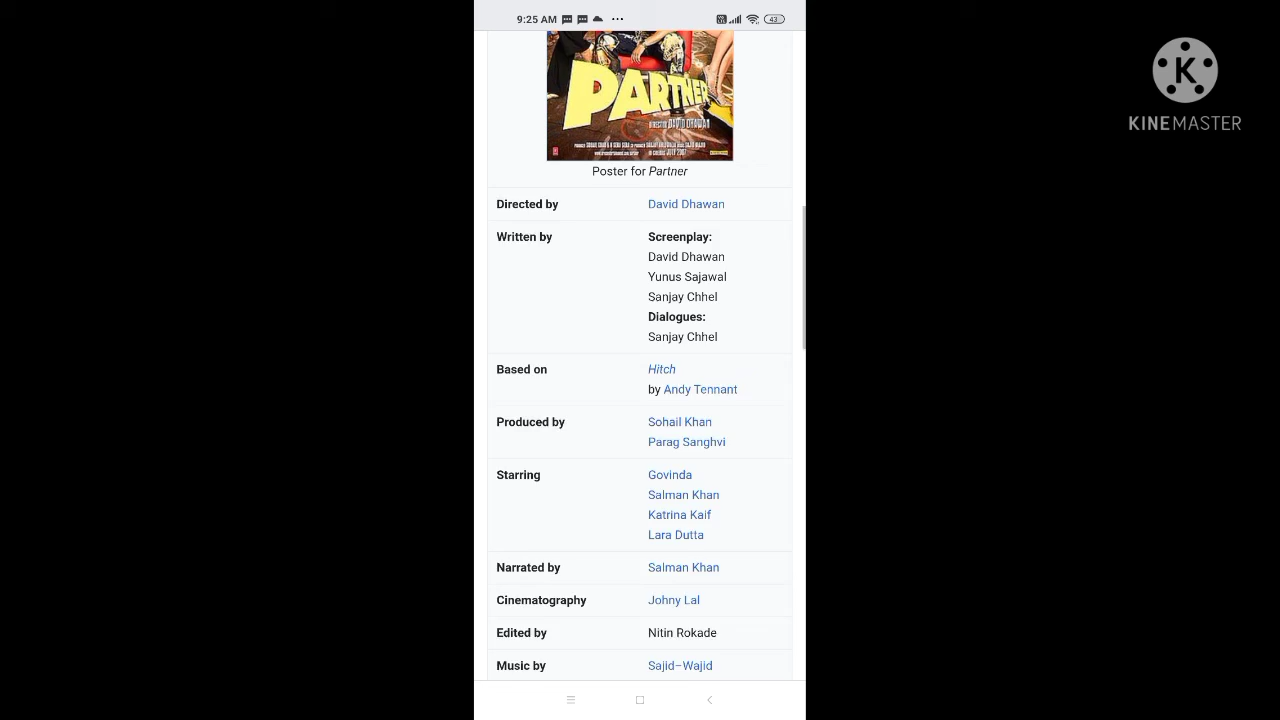 9:25 AM
43
KINEMASTER
PARTNER
DAVID DHAWAN
Poster for Partner
Directed by David Dhawan
Written by Screenplay:
David Dhawan
Yunus Sajawal
Sanjay Chhel
Dialogues:
Sanjay Chhel
Based on Hitch
by Andy Tennant
Produced by Sohail Khan
Parag Sanghvi
Starring Govinda
Salman Khan
Katrina Kaif
Lara Dutta
Narrated by Salman Khan
Cinematography Johny Lal
Edited by Nitin Rokade
Music by Sajid–Wajid